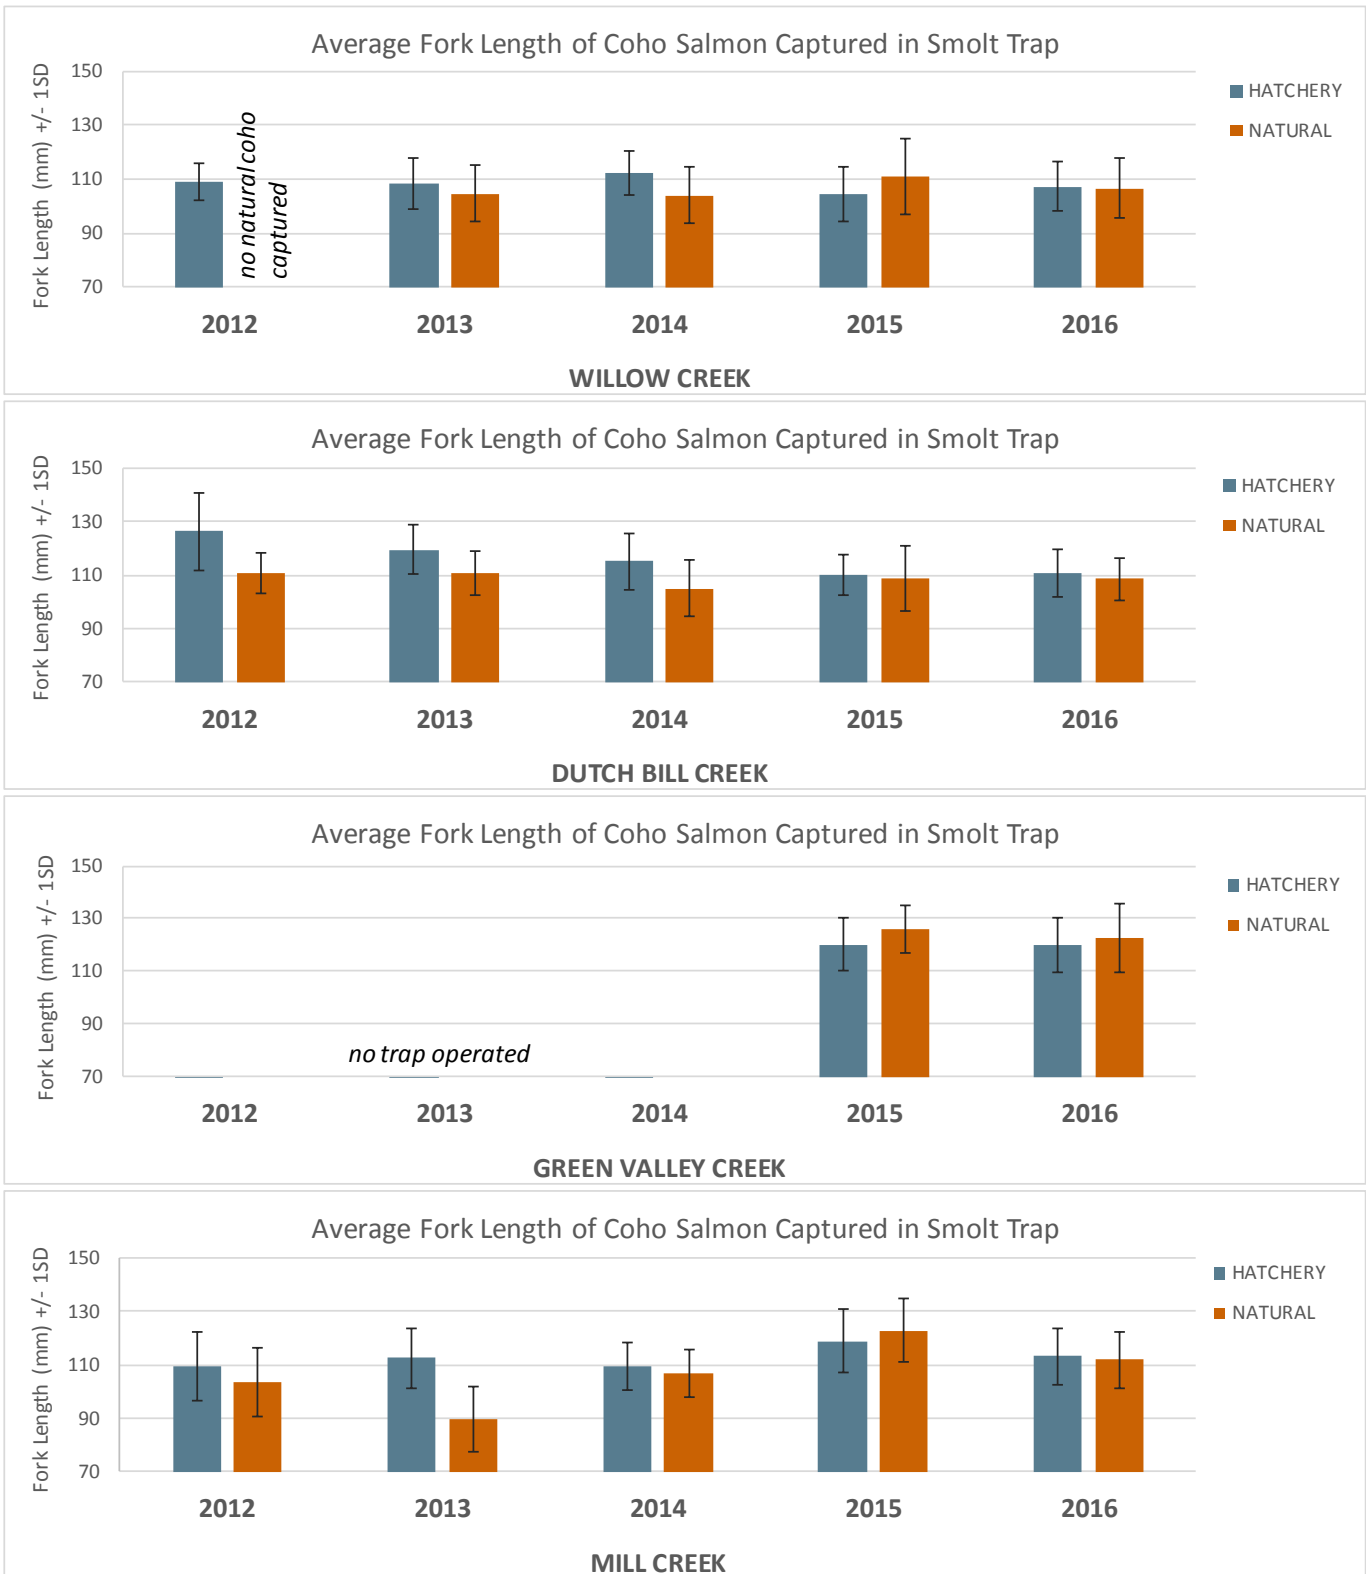 Average Fork Length of Coho Salmon Captured in Smolt Trap
Fork Length (mm) +/- 1SD
150
130
110
90
70
no natural coho
captured
HATCHERY
NATURAL
2012 2013 2014 2015 2016
WILLOW CREEK
Average Fork Length of Coho Salmon Captured in Smolt Trap
Fork Length (mm) +/- 1SD
150
130
110
90
70
HATCHERY
NATURAL
2012 2013 2014 2015 2016
DUTCH BILL CREEK
Average Fork Length of Coho Salmon Captured in Smolt Trap
Fork Length (mm) +/- 1SD
150
130
110
90
70
no trap operated
HATCHERY
NATURAL
2012 2013 2014 2015 2016
GREEN VALLEY CREEK
Average Fork Length of Coho Salmon Captured in Smolt Trap
Fork Length (mm) +/- 1SD
150
130
110
90
70
HATCHERY
NATURAL
2012 2013 2014 2015 2016
MILL CREEK